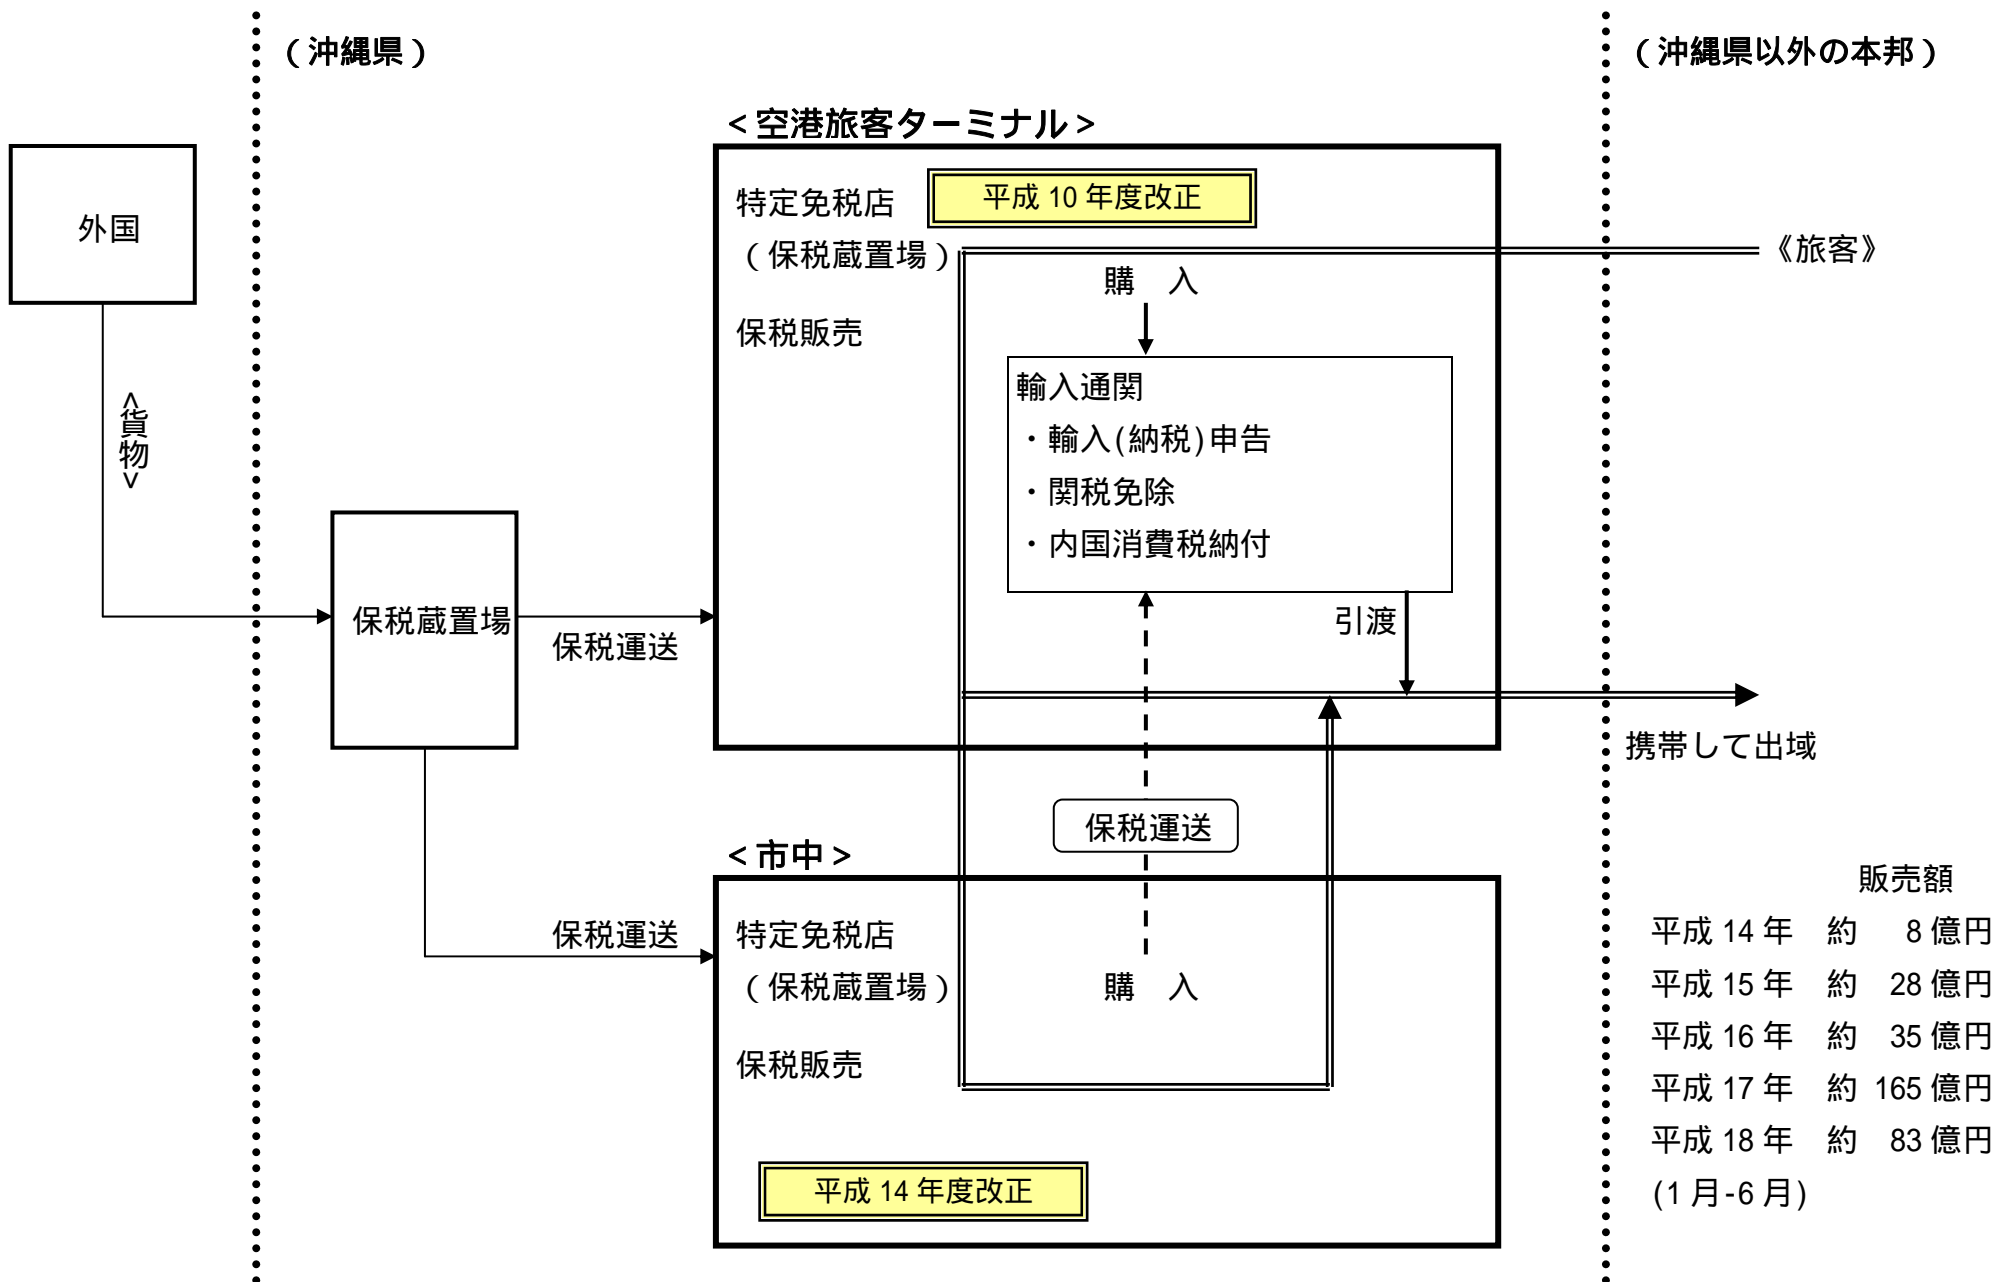 （沖縄県）
（沖縄県以外の本邦）
＜空港旅客ターミナル＞
外国
特定免税店
平成 10 年度改正
（保税蔵置場）
《旅客》
購　入
保税販売
<貨物<
輸入通関
・輸入(納税)申告
・関税免除
・内国消費税納付
保税蔵置場
保税運送
引渡
携帯して出域
保税運送
＜市中＞
保税運送
特定免税店
（保税蔵置場）
購　入
保税販売
平成 14 年度改正
販売額
平成 14 年　約　8 億円
平成 15 年　約　28 億円
平成 16 年　約　35 億円
平成 17 年　約 165 億円
平成 18 年　約　83 億円
(1 月-6 月)